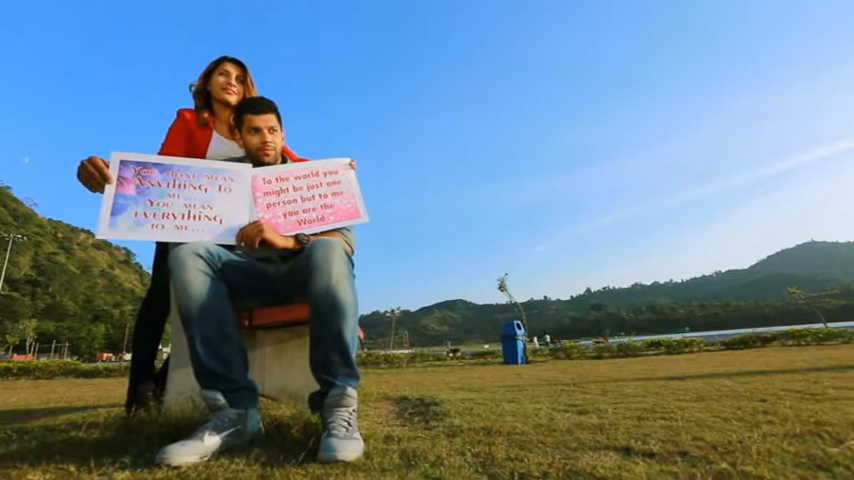 You dont mean
anything to
me...
You mean
everything
to me...
To the world you
might be just one
person but to me
you are the
World